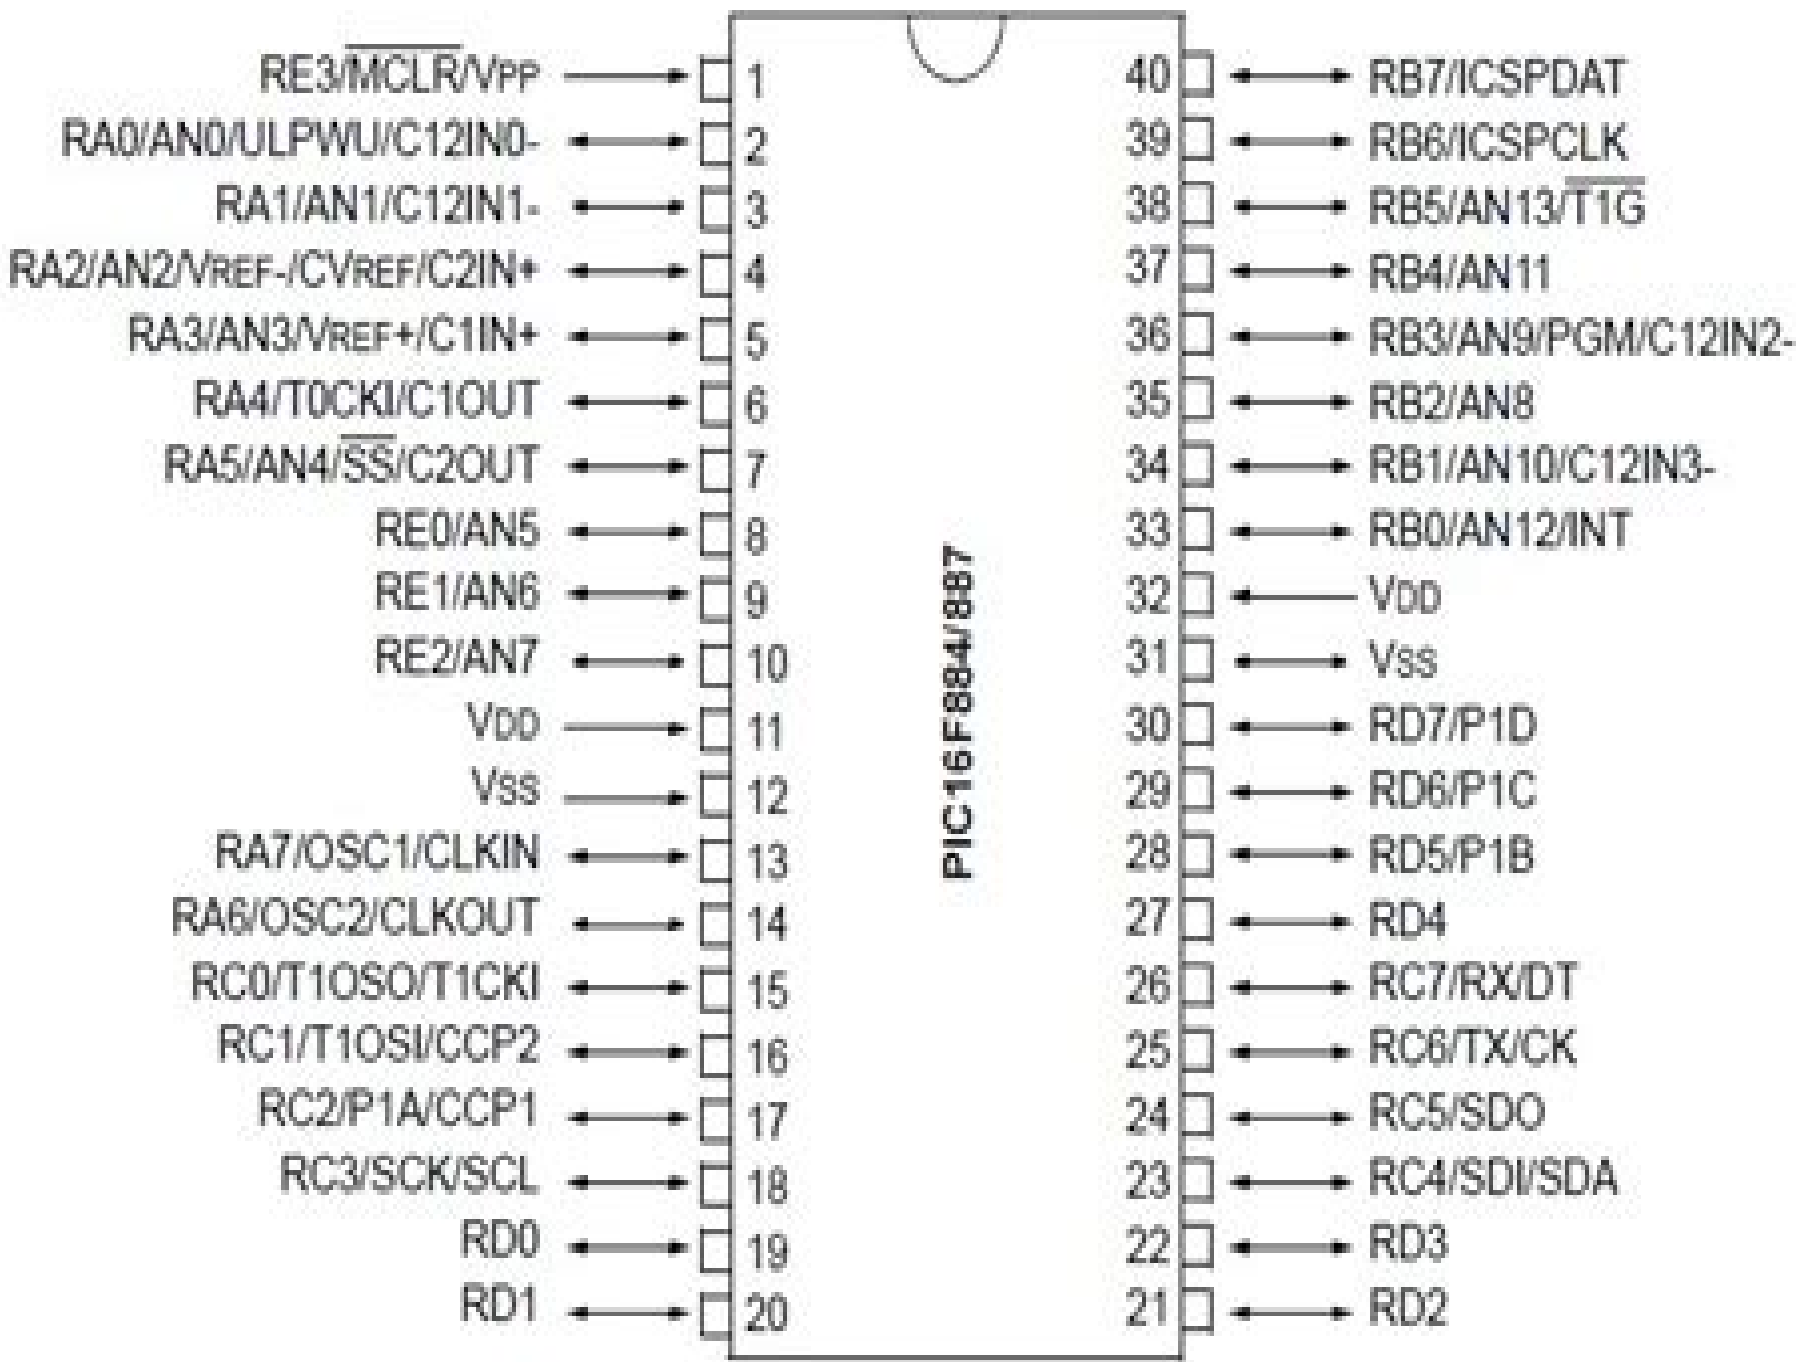 RE3/MCLR/VPP 1 40 RB7/ICSPDAT
RA0/AN0/ULPWU/C12IN0- 2 39 RB6/ICSPCLK
RA1/AN1/C12IN1- 3 38 RB5/AN13/T1G
RA2/AN2/VREF-/CVREF/C2IN+ 4 37 RB4/AN11
RA3/AN3/VREF+/C1IN+ 5 36 RB3/AN9/PGM/C12IN2-
RA4/T0CKI/C1OUT 6 35 RB2/AN8
RA5/AN4/SS/C2OUT 7 34 RB1/AN10/C12IN3-
RE0/AN5 8 33 RB0/AN12/INT
RE1/AN6 9 32 VDD
RE2/AN7 10 31 VSS
VDD 11 30 RD7/P1D
VSS 12 29 RD6/P1C
RA7/OSC1/CLKIN 13 28 RD5/P1B
RA6/OSC2/CLKOUT 14 27 RD4
RC0/T1OSO/T1CKI 15 26 RC7/RX/DT
RC1/T1OSI/CCP2 16 25 RC6/TX/CK
RC2/P1A/CCP1 17 24 RC5/SDO
RC3/SCK/SCL 18 23 RC4/SDI/SDA
RD0 19 22 RD3
RD1 20 21 RD2
PIC16F884/887